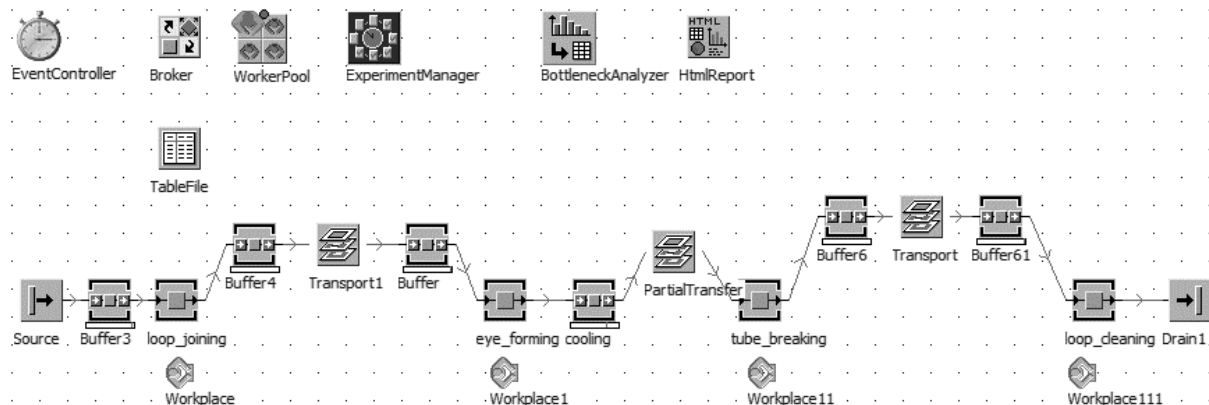 EventController Broker WorkerPool ExperimentManager BottleneckAnalyzer HtmlReport
HTML
TableFile
Buffer4 Transport1 Buffer PartialTransfer Buffer6 Transport Buffer61
Source Buffer3 loop_joining eye_forming cooling tube_breaking loop_cleaning Drain1
Workplace Workplace1 Workplace11 Workplace111